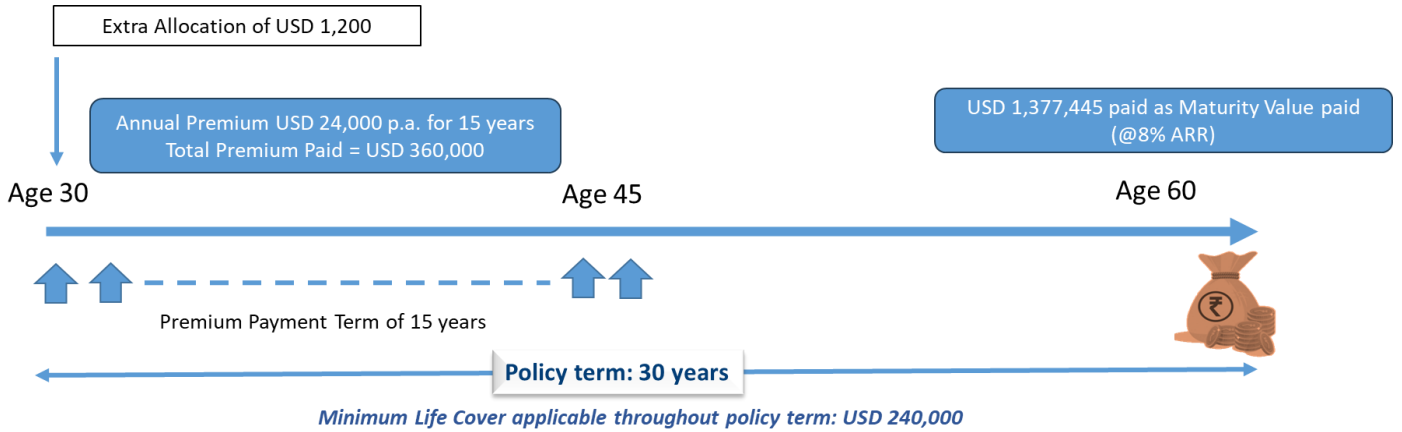 Extra Allocation of USD 1,200
Annual Premium USD 24,000 p.a. for 15 years
Total Premium Paid = USD 360,000
USD 1,377,445 paid as Maturity Value paid
(@8% ARR)
Age 30
Age 45
Age 60
₹
Premium Payment Term of 15 years
Policy term: 30 years
Minimum Life Cover applicable throughout policy term: USD 240,000